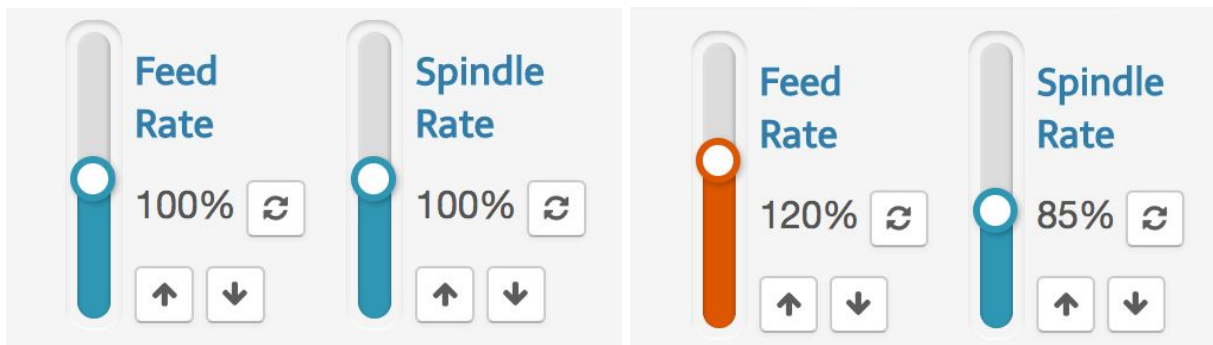 Feed
Rate
100%
Spindle
Rate
100%
Feed
Rate
120%
Spindle
Rate
85%